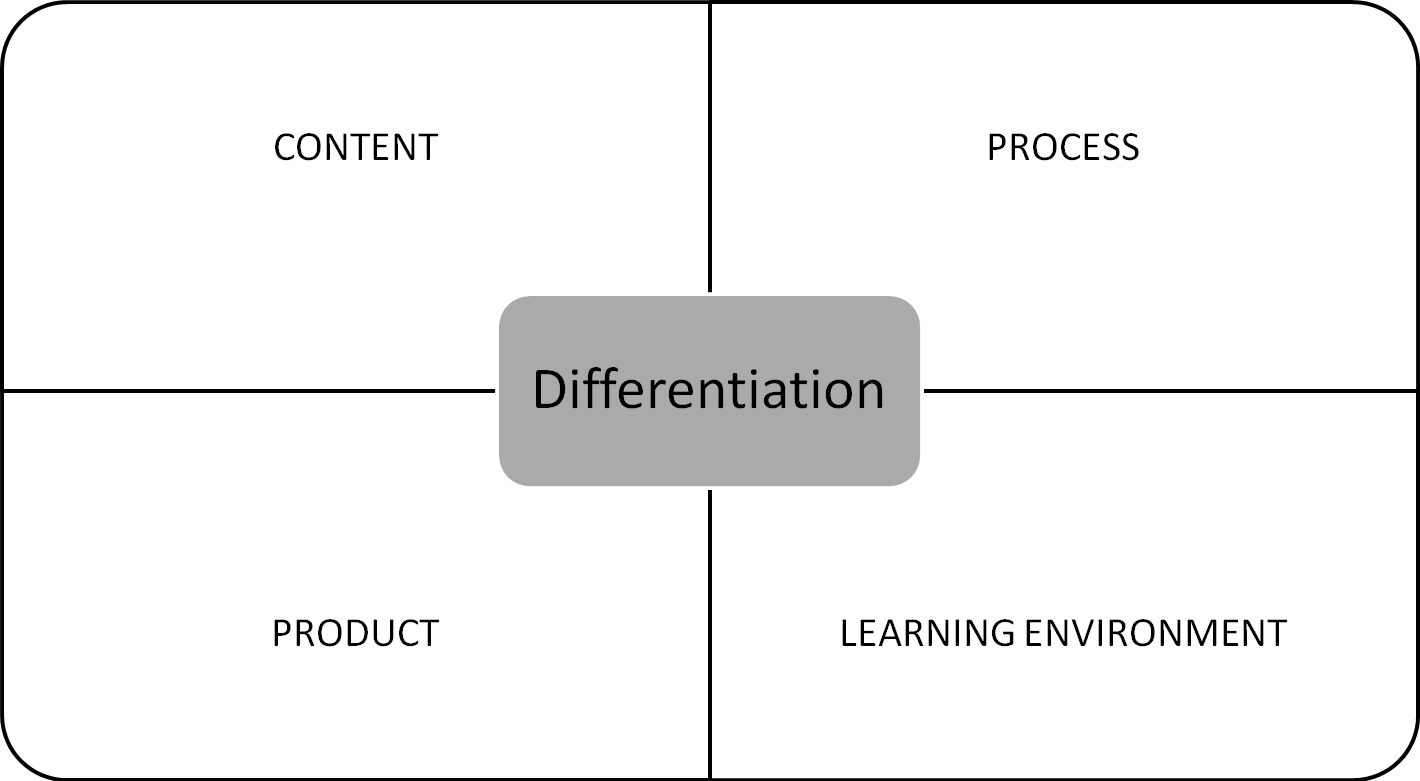 CONTENT
PROCESS
Differentiation
PRODUCT
LEARNING ENVIRONMENT